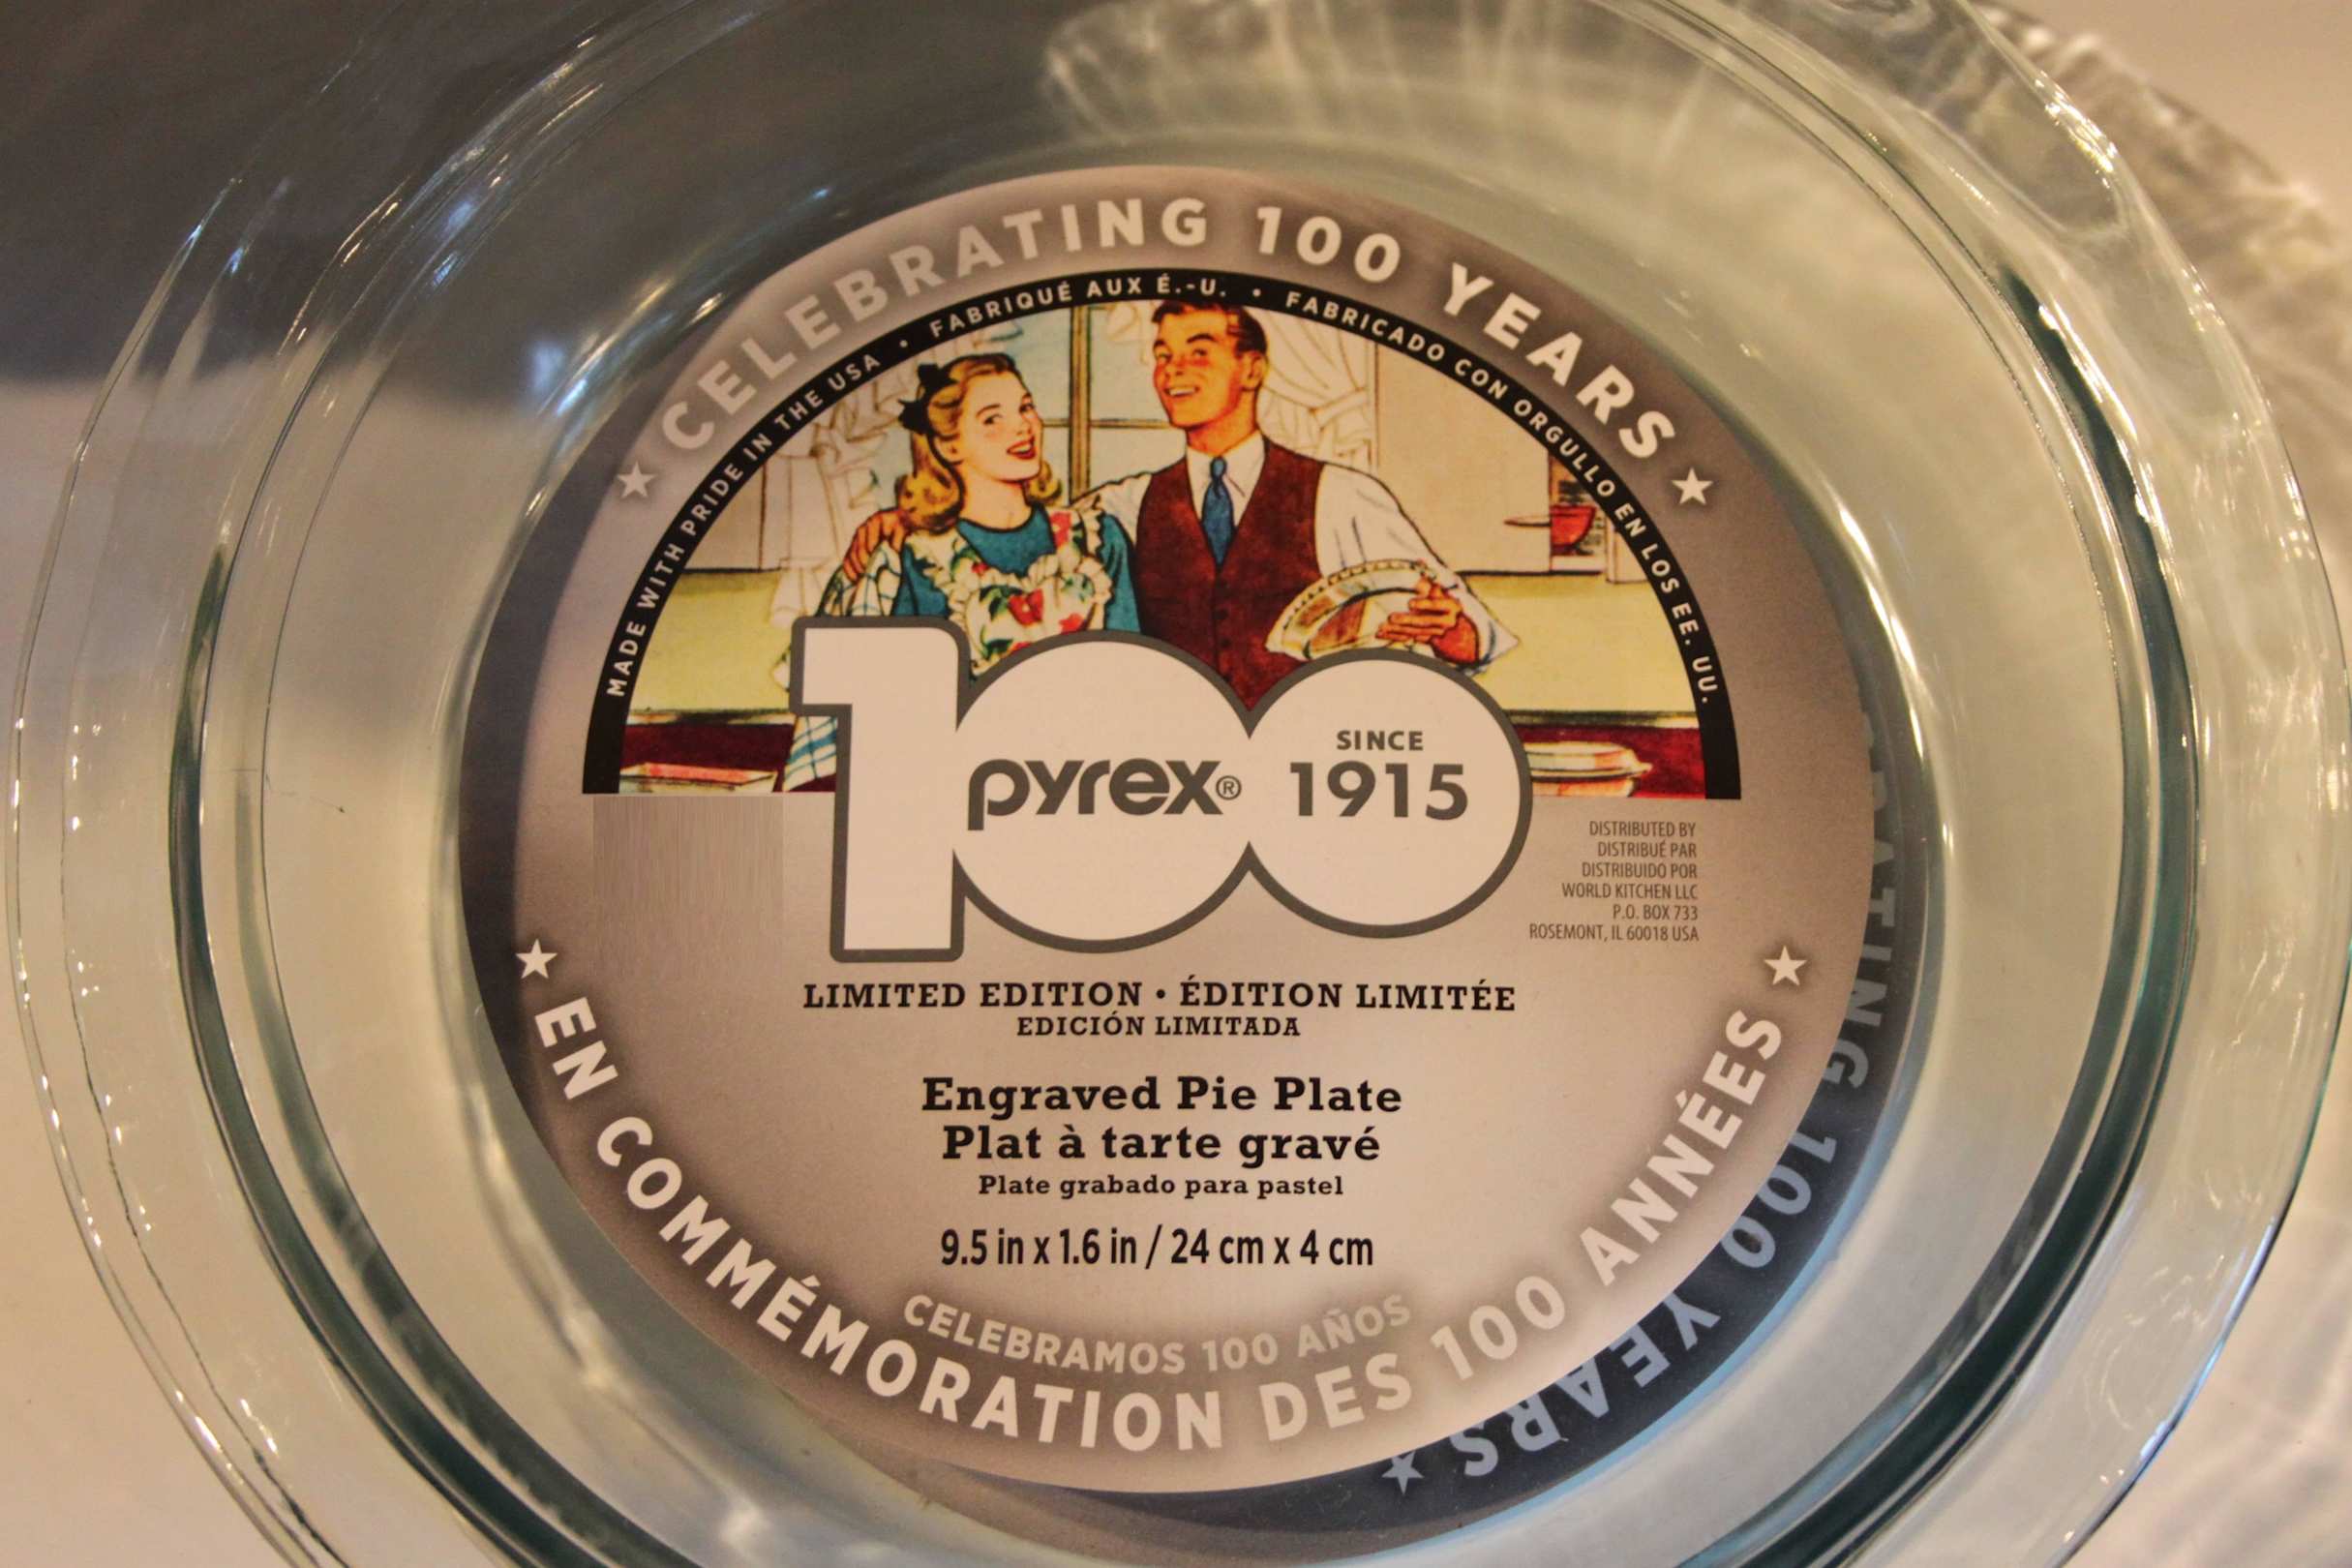 ★ CELEBRATING 100 YEARS ★
MADE WITH PRIDE IN THE USA • FABRIQUÉ AUX É.-U. • FABRICADO CON ORGULLO EN LOS EE. UU.
100
pyrex®
SINCE
1915
DISTRIBUTED BY
DISTRIBUÉ PAR
DISTRIBUIDO POR
WORLD KITCHEN LLC
P.O. BOX 733
ROSEMONT, IL 60018 USA
LIMITED EDITION • ÉDITION LIMITÉE
EDICIÓN LIMITADA
Engraved Pie Plate
Plat à tarte gravé
Plate grabado para pastel
9.5 in x 1.6 in / 24 cm x 4 cm
CELEBRAMOS 100 AÑOS
★ EN COMMÉMORATION DES 100 ANNÉES ★
RATING 100 YEARS ★